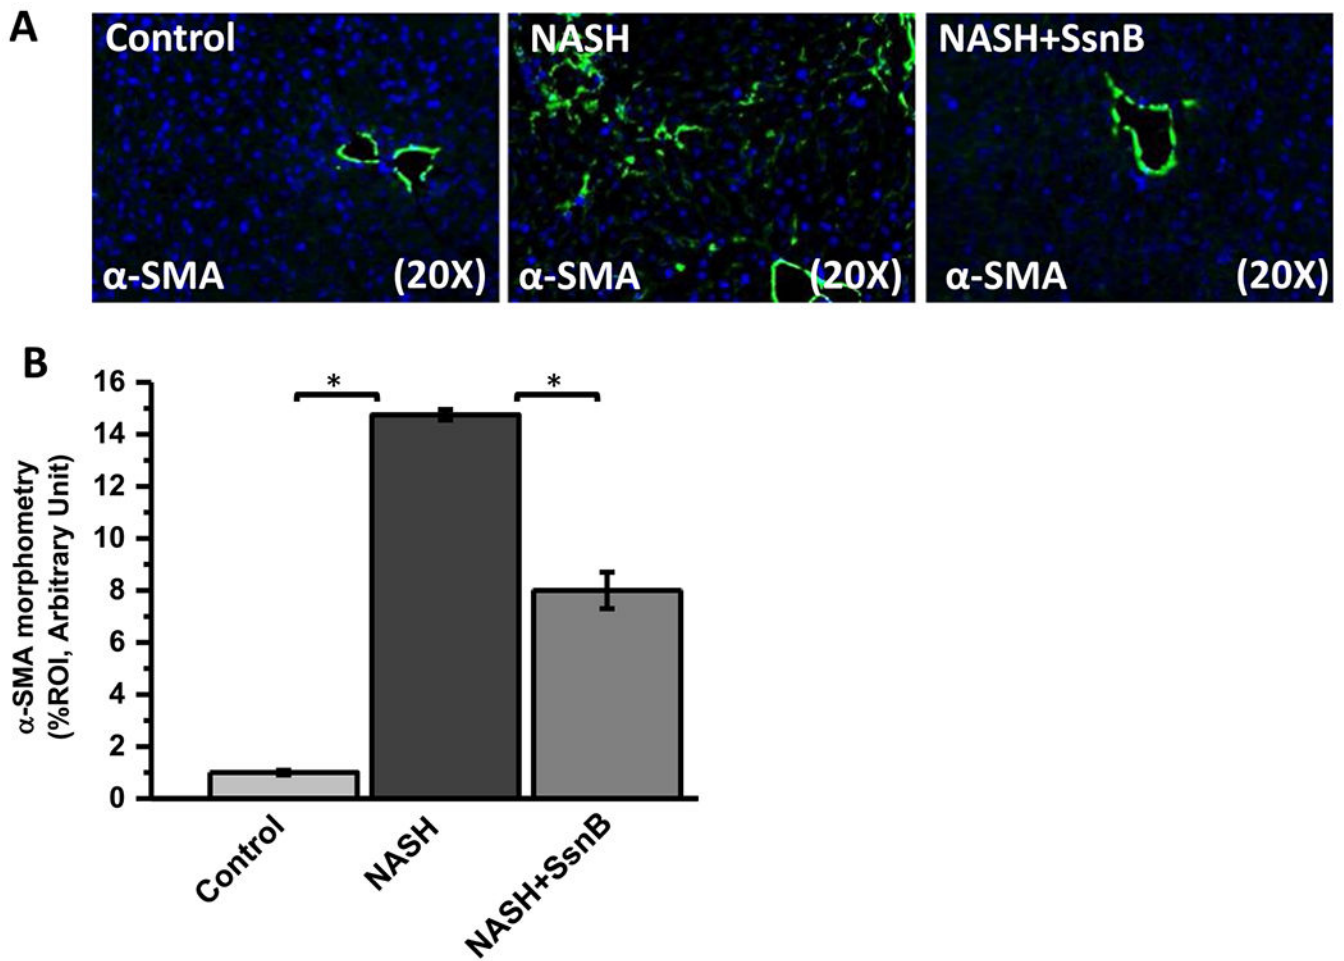 A
Control
NASH
NASH+SsnB
α-SMA
(20X)
α-SMA
(20X)
α-SMA
(20X)
B
16
14
12
10
8
6
4
2
0
*
*
α-SMA morphometry
(%ROI, Arbitrary Unit)
Control
NASH
NASH+SsnB